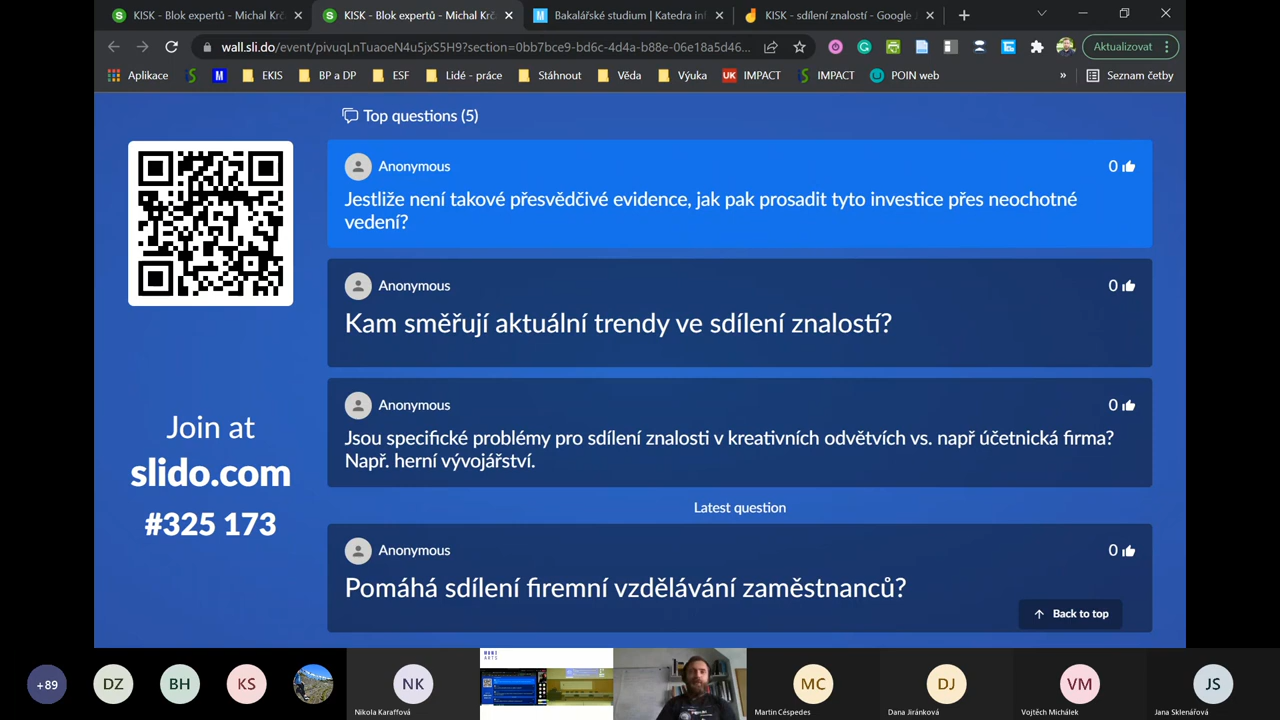 KISK - Blok expertů - Michal Krč
KISK - Blok expertů - Michal Krč
Bakalářské studium | Katedra in
KISK - sdílení znalostí - Google
wall.sli.do/event/pivuqLnTuaoeN4u5jxS5H9?section=0bb7bce9-bd6c-4d4a-b88e-06e18a5d46...
Aktualizovat
Aplikace
EKIS
BP a DP
ESF
Lidé - práce
Stáhnout
Věda
Výuka
UK IMPACT
IMPACT
POIN web
»
Seznam četby
Top questions (5)
Anonymous
0
Jestliže není takové přesvědčivé evidence, jak pak prosadit tyto investice přes neochotné
vedení?
Anonymous
0
Kam směřují aktuální trendy ve sdílení znalostí?
Anonymous
0
Jsou specifické problémy pro sdílení znalosti v kreativních odvětvích vs. např účetnická firma?
Např. herní vývojářství.
Join at
slido.com
#325 173
Latest question
Anonymous
0
Pomáhá sdílení firemní vzdělávání zaměstnanců?
Back to top
+89
DZ
BH
KS
NK
Nikola Karaffová
MUNI
ARTS
MC
Martin Céspedes
DJ
Dana Jiránková
VM
Vojtěch Michálek
JS
Jana Sklenářová